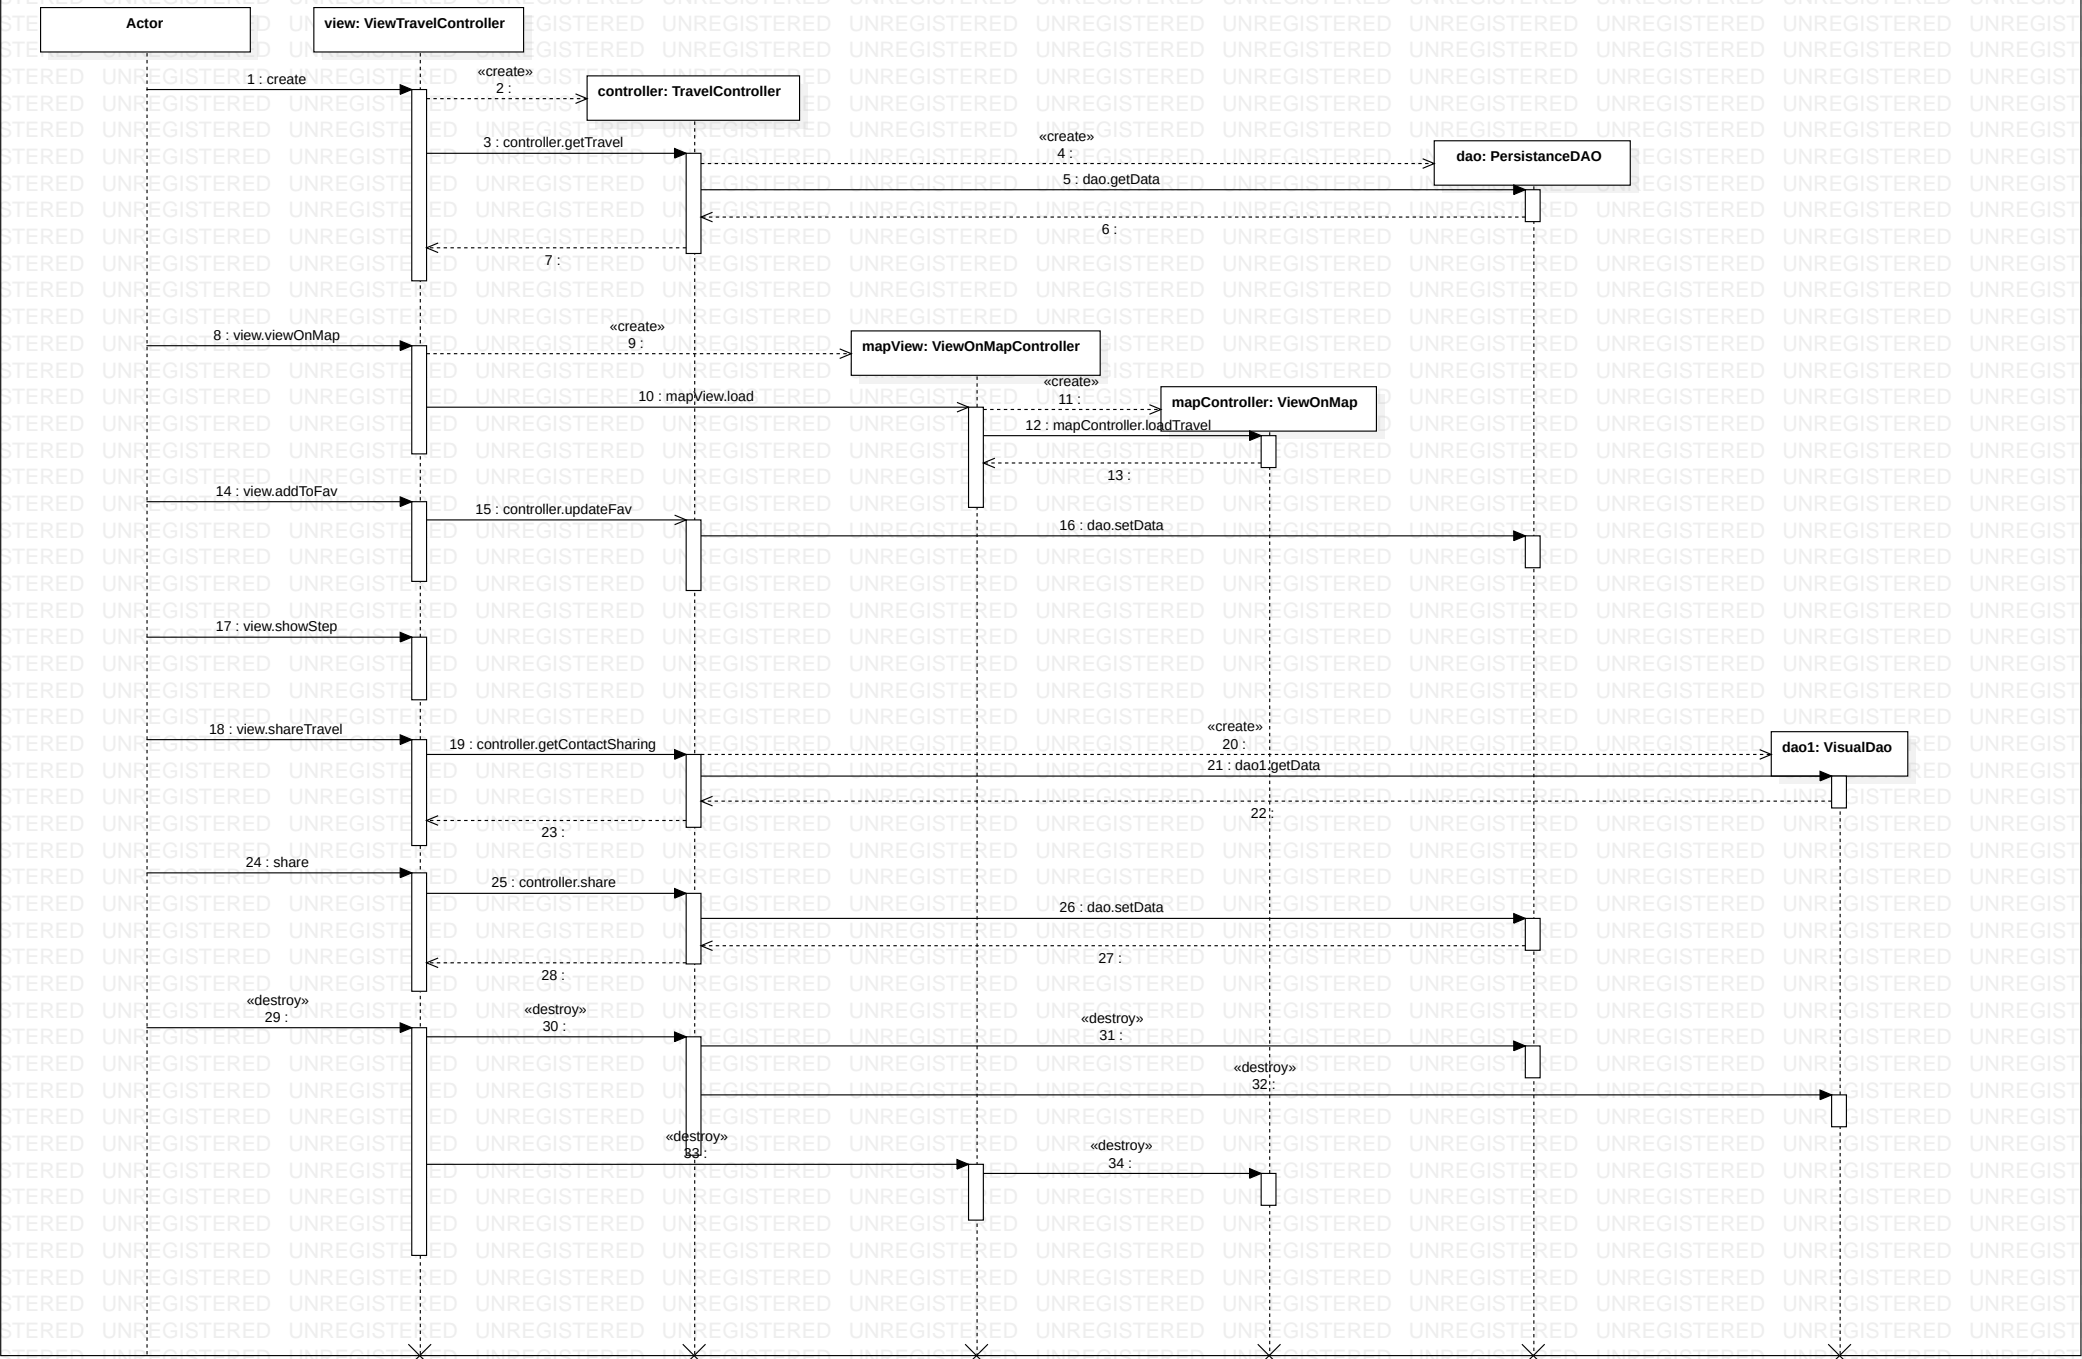 Actor
view: ViewTravelController
1 : create
«create»
2 :
controller: TravelController
3 : controller.getTravel
«create»
4 :
dao: PersistanceDAO
5 : dao.getData
6 :
7 :
8 : view.viewOnMap
«create»
9 :
mapView: ViewOnMapController
10 : mapView.load
«create»
11 :
mapController: ViewOnMap
12 : mapController.loadTravel
13 :
14 : view.addToFav
15 : controller.updateFav
16 : dao.setData
17 : view.showStep
18 : view.shareTravel
19 : controller.getContactSharing
«create»
20 :
dao1: VisualDao
21 : dao1.getData
22 :
23 :
24 : share
25 : controller.share
26 : dao.setData
27 :
28 :
«destroy»
29 :
«destroy»
30 :
«destroy»
31 :
«destroy»
32 :
«destroy»
33 :
«destroy»
34 :
UNREGISTERED